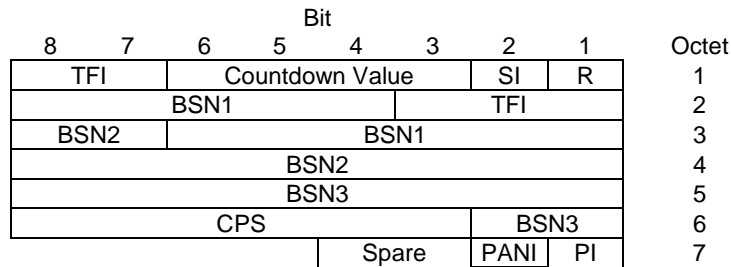 Bit
8 7 6 5 4 3 2 1 Octet
TFI Countdown Value SI R 1
BSN1 TFI 2
BSN2 BSN1 3
BSN2 4
BSN3 5
CPS BSN3 6
Spare PANI PI 7